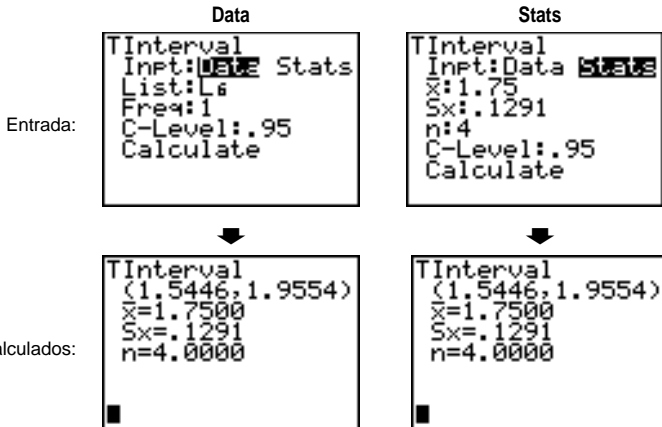 Data Stats
Entrada:
TInterval
Inpt:Data Stats
List:L₆
Freq:1
C-Level:.95
Calculate
TInterval
Inpt:Data Stats
x̄:1.75
Sx:.1291
n:4
C-Level:.95
Calculate
alculados:
TInterval
(1.5446,1.9554)
x̄=1.7500
Sx=.1291
n=4.0000
TInterval
(1.5446,1.9554)
x̄=1.7500
Sx=.1291
n=4.0000